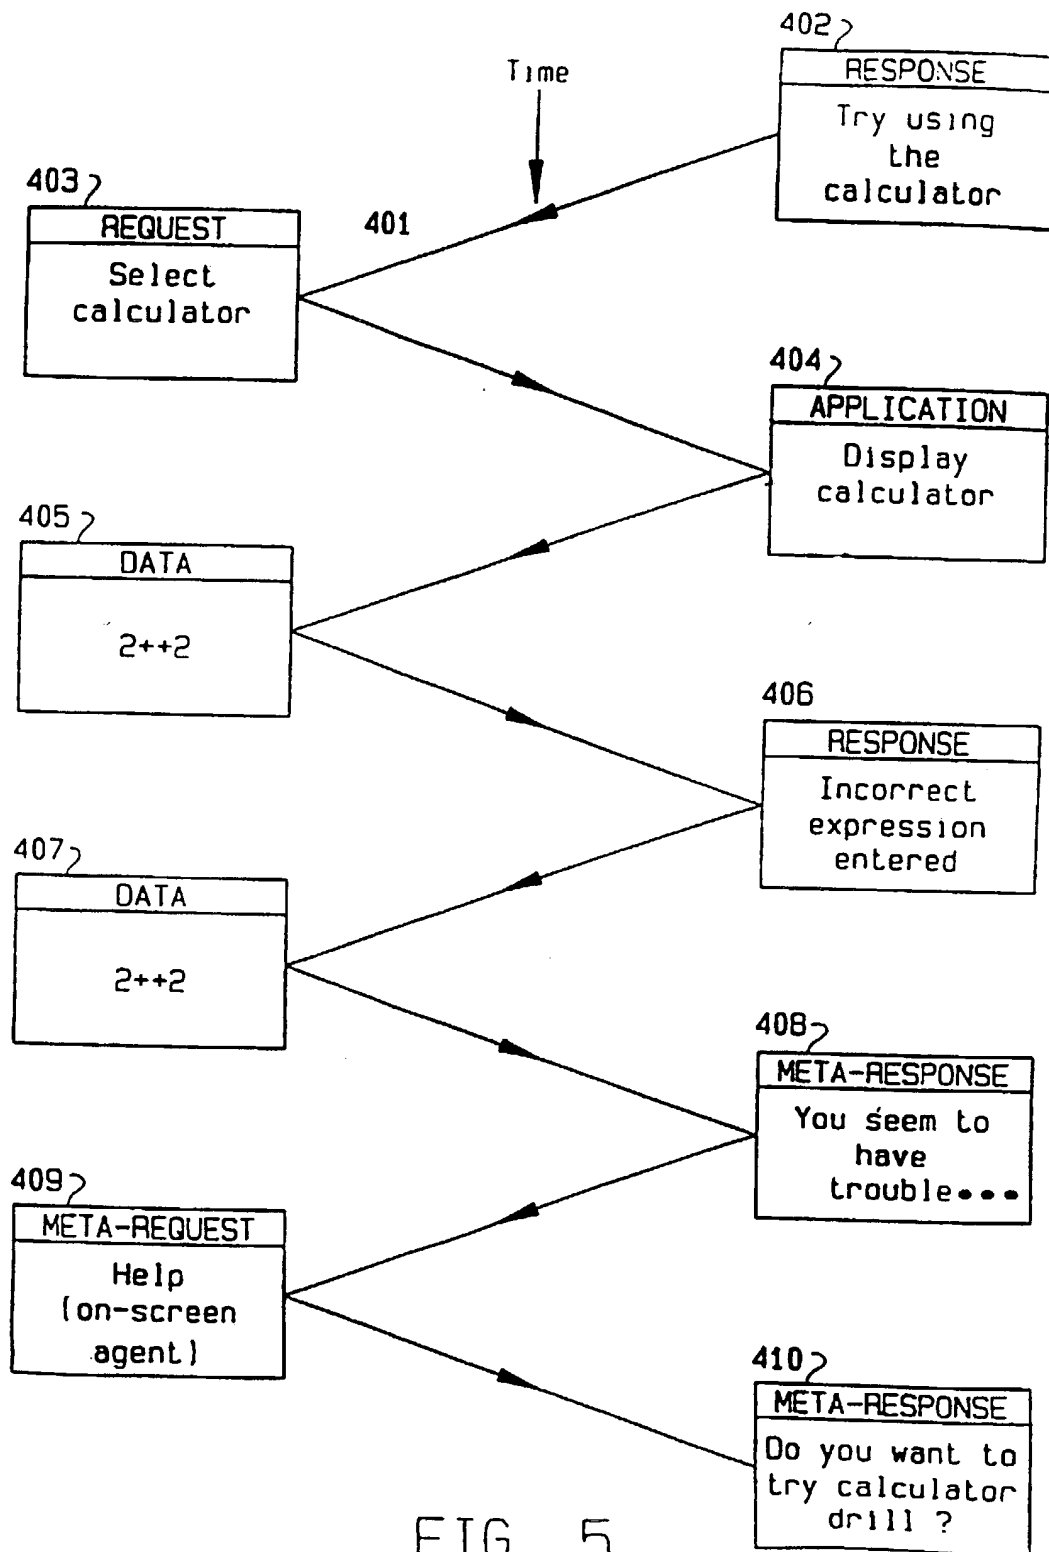 402
RESPONSE
Try using
the
calculator
Time
403
REQUEST
Select
calculator
401
404
APPLICATION
Display
calculator
405
DATA
2++2
406
RESPONSE
Incorrect
expression
entered
407
DATA
2++2
408
META-RESPONSE
You seem to
have
trouble•••
409
META-REQUEST
Help
(on-screen
agent)
410
META-RESPONSE
Do you want to
try calculator
drill ?
FIG 5